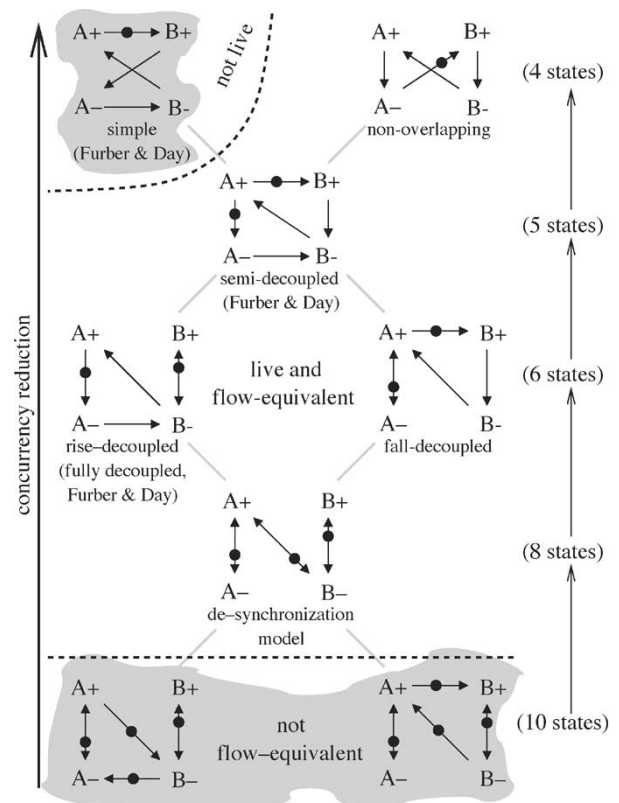 A+ B+
A– B-
simple
(Furber & Day)
not live
A+ B+
A– B-
non-overlapping
(4 states)
A+ B+
A– B-
semi-decoupled
(Furber & Day)
(5 states)
A+ B+
A– B-
rise–decoupled
(fully decoupled,
Furber & Day)
live and
flow-equivalent
A+ B+
A– B-
fall-decoupled
(6 states)
A+ B+
A– B–
de–synchronization
model
(8 states)
A+ B+
A– B–
not
flow–equivalent
A+ B+
A– B–
(10 states)
concurrency reduction